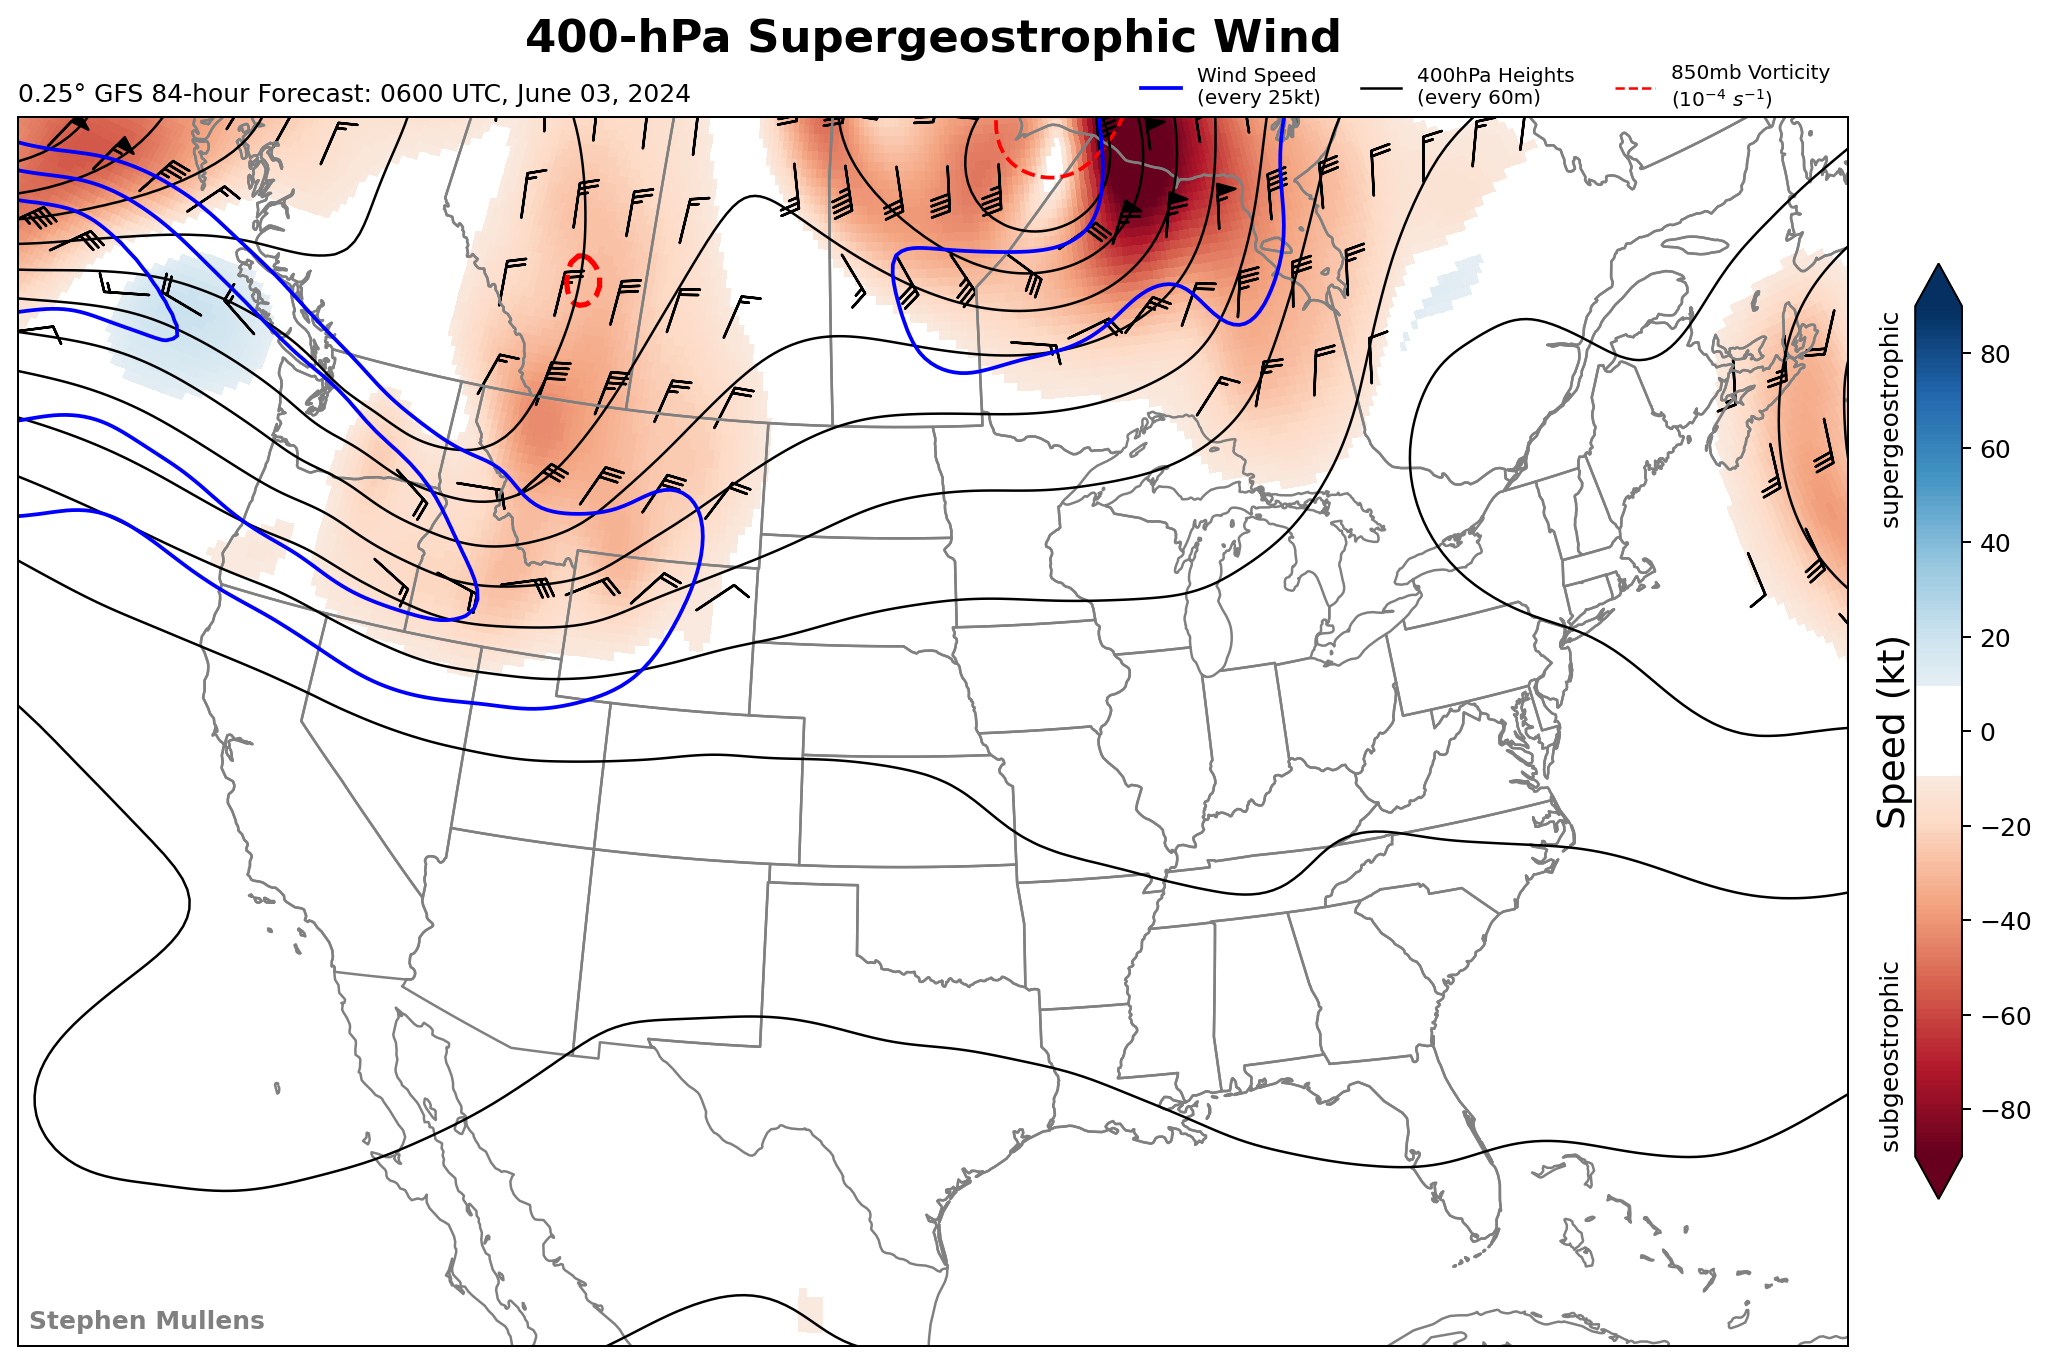 400-hPa Supergeostrophic Wind
0.25° GFS 84-hour Forecast: 0600 UTC, June 03, 2024
Wind Speed
(every 25kt)
400hPa Heights
(every 60m)
850mb Vorticity
(10⁻⁴ s⁻¹)
supergeostrophic
Speed (kt)
subgeostrophic
80
60
40
20
0
−20
−40
−60
−80
Stephen Mullens